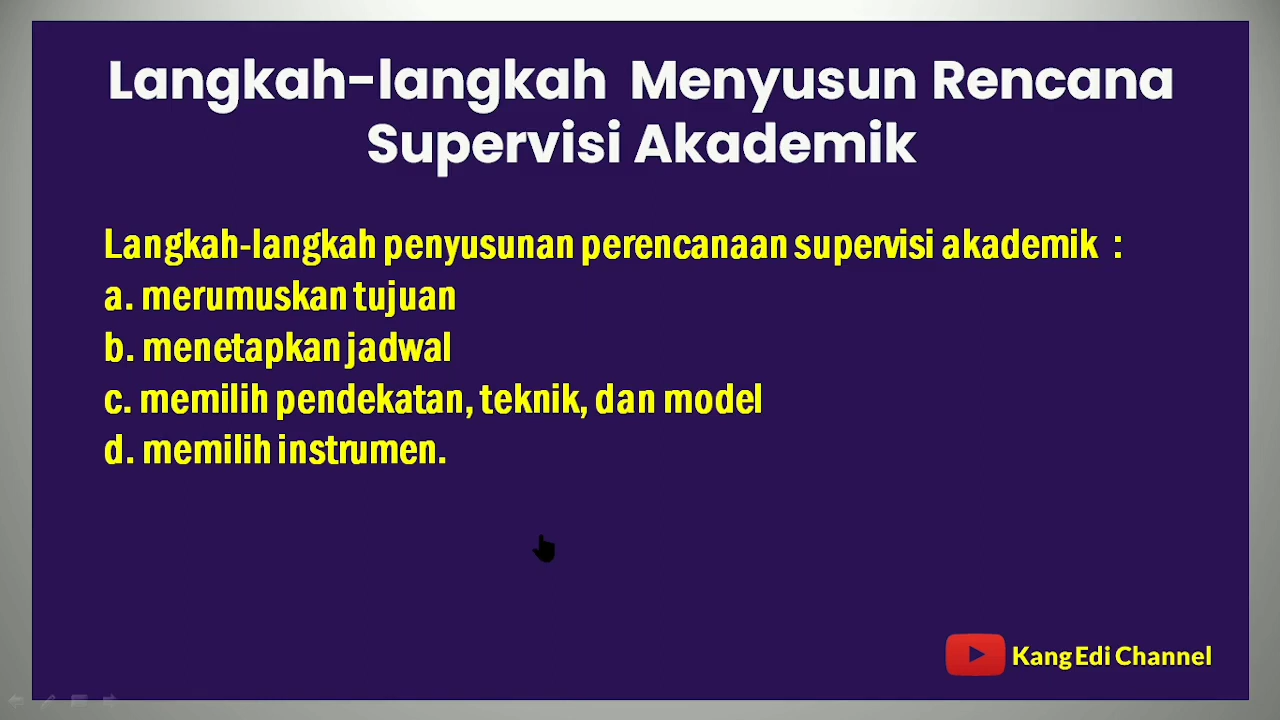 Langkah-langkah Menyusun Rencana
Supervisi Akademik
Langkah-langkah penyusunan perencanaan supervisi akademik :
a. merumuskan tujuan
b. menetapkan jadwal
c. memilih pendekatan, teknik, dan model
d. memilih instrumen.
Kang Edi Channel